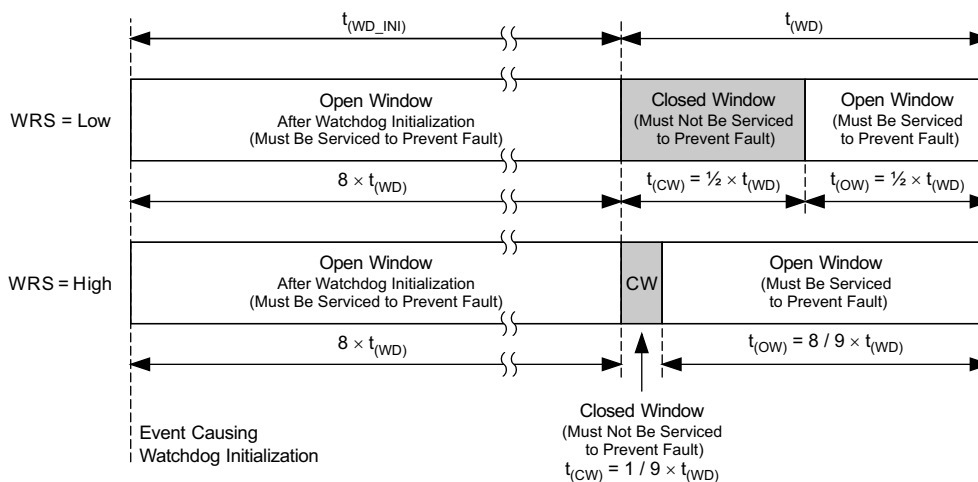 t(WD_INI)
t(WD)
WRS = Low
Open Window
After Watchdog Initialization
(Must Be Serviced to Prevent Fault)
Closed Window
(Must Not Be Serviced
to Prevent Fault)
Open Window
(Must Be Serviced
to Prevent Fault)
8 × t(WD)
t(CW) = ½ × t(WD)
t(OW) = ½ × t(WD)
WRS = High
Open Window
After Watchdog Initialization
(Must Be Serviced to Prevent Fault)
CW
Open Window
(Must Be Serviced
to Prevent Fault)
8 × t(WD)
t(OW) = 8 / 9 × t(WD)
Event Causing
Watchdog Initialization
Closed Window
(Must Not Be Serviced
to Prevent Fault)
t(CW) = 1 / 9 × t(WD)